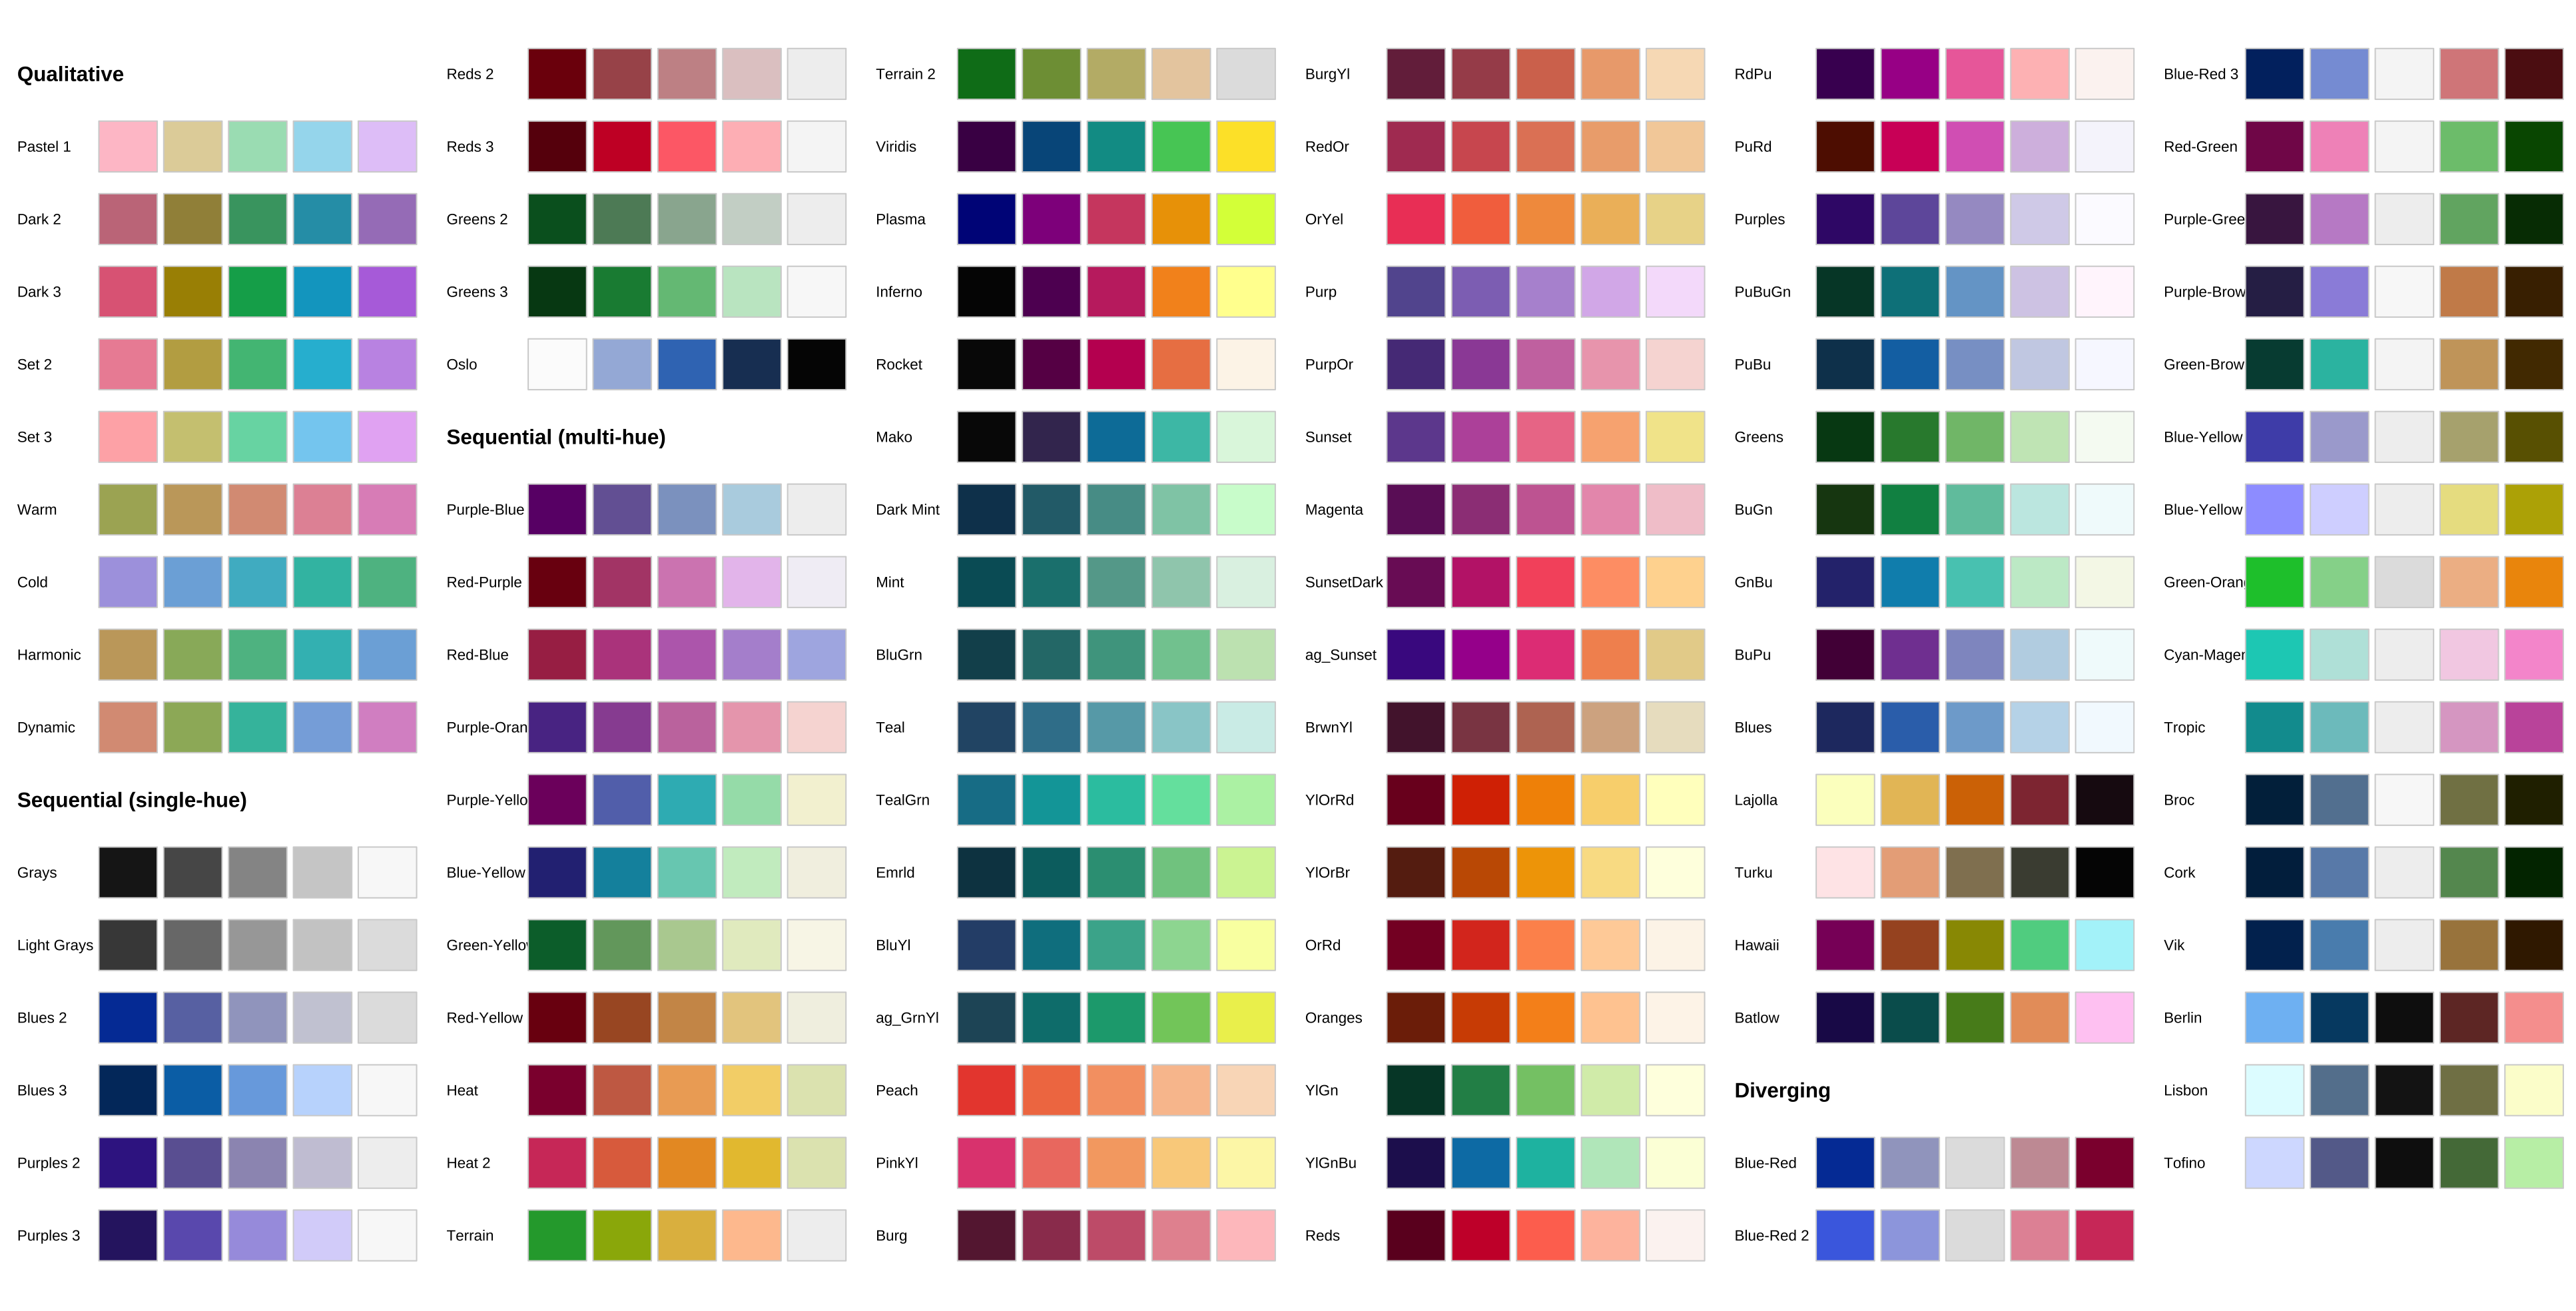 Qualitative
Pastel 1
Dark 2
Dark 3
Set 2
Set 3
Warm
Cold
Harmonic
Dynamic
Sequential (single-hue)
Grays
Light Grays
Blues 2
Blues 3
Purples 2
Purples 3
Reds 2
Reds 3
Greens 2
Greens 3
Oslo
Sequential (multi-hue)
Purple-Blue
Red-Purple
Red-Blue
Purple-Oran
Purple-Yello
Blue-Yellow
Green-Yellov
Red-Yellow
Heat
Heat 2
Terrain
Terrain 2
Viridis
Plasma
Inferno
Rocket
Mako
Dark Mint
Mint
BluGrn
Teal
TealGrn
Emrld
BluYl
ag_GrnYl
Peach
PinkYl
Burg
BurgYl
RedOr
OrYel
Purp
PurpOr
Sunset
Magenta
SunsetDark
ag_Sunset
BrwnYl
YlOrRd
YlOrBr
OrRd
Oranges
YlGn
YlGnBu
Reds
RdPu
PuRd
Purples
PuBuGn
PuBu
Greens
BuGn
GnBu
BuPu
Blues
Lajolla
Turku
Hawaii
Batlow
Diverging
Blue-Red
Blue-Red 2
Blue-Red 3
Red-Green
Purple-Gree
Purple-Brow
Green-Brow
Blue-Yellow
Blue-Yellow
Green-Oran
Cyan-Mager
Tropic
Broc
Cork
Vik
Berlin
Lisbon
Tofino